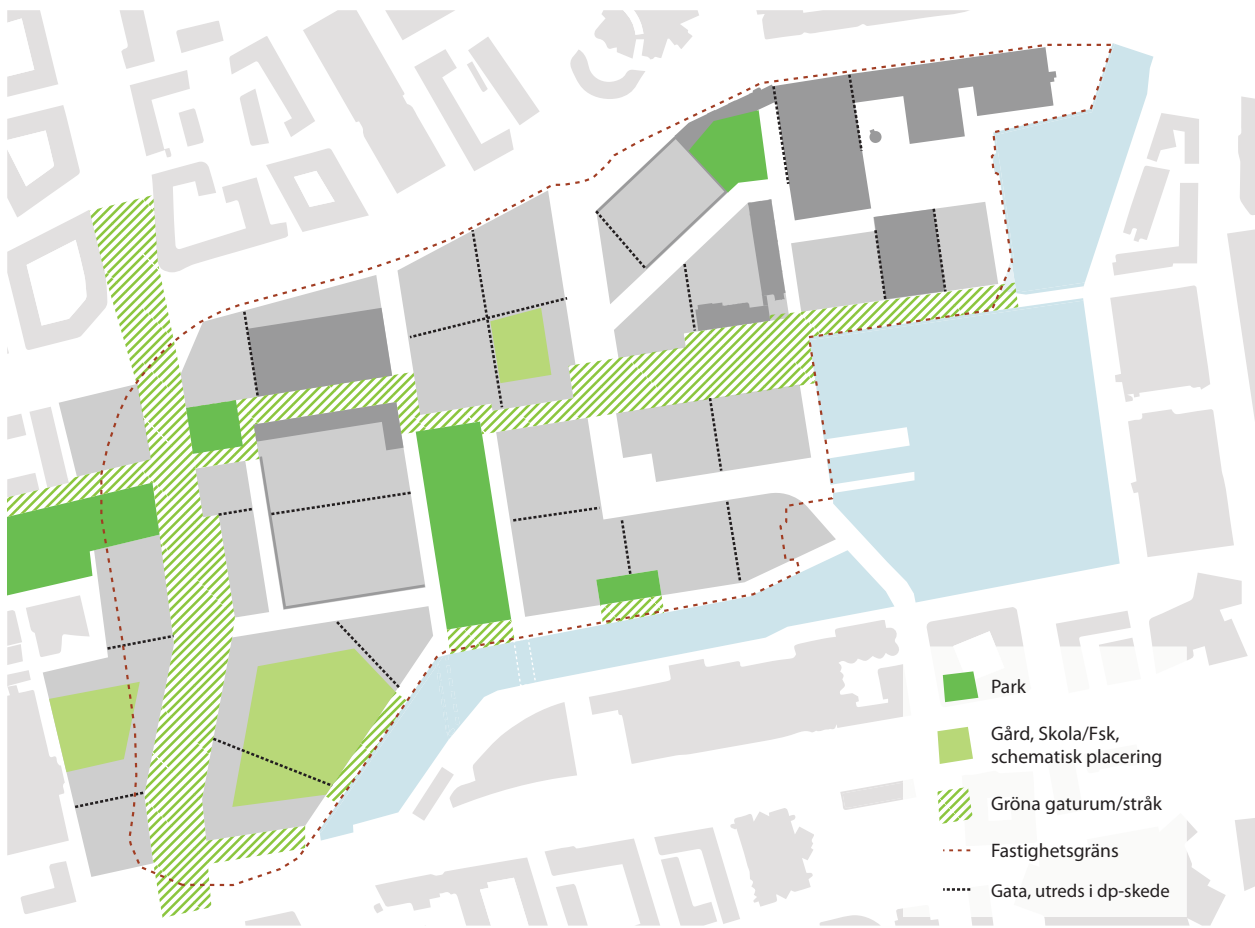 Park
Gård, Skola/Fsk,
schematisk placering
Gröna gaturum/stråk
Fastighetsgräns
Gata, utreds i dp-skede